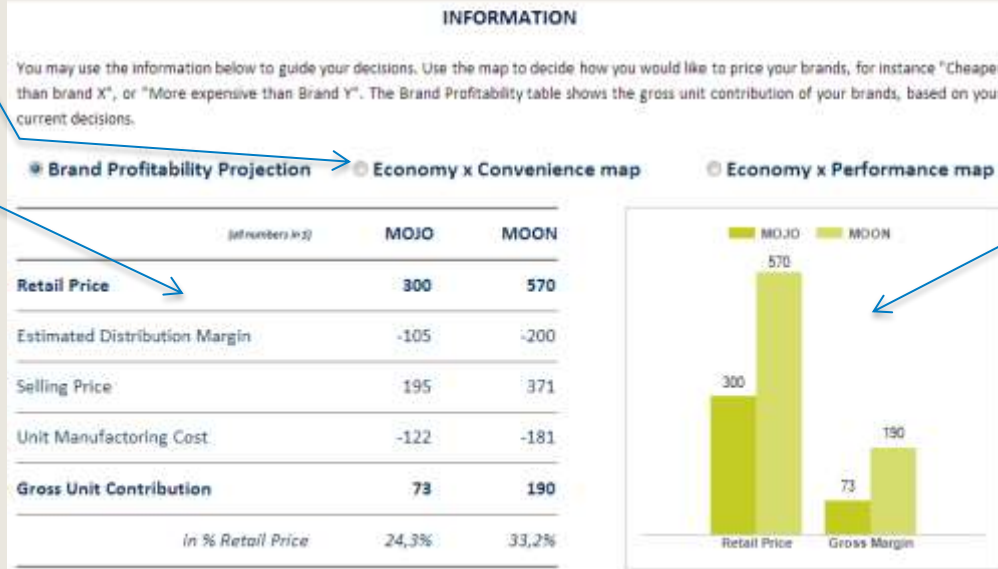 INFORMATION
You may use the information below to guide your decisions. Use the map to decide how you would like to price your brands, for instance "Cheape
than brand X", or "More expensive than Brand Y". The Brand Profitability table shows the gross unit contribution of your brands, based on you
current decisions.
Brand Profitability Projection Economy x Convenience map Economy x Performance map
(all numbers in $) MOJO MOON
Retail Price 300 570
Estimated Distribution Margin -105 -200
Selling Price 195 371
Unit Manufactoring Cost -122 -181
Gross Unit Contribution 73 190
in % Retail Price 24,3% 33,2%
MOJO MOON
570
300
190
73
Retail Price Gross Margin